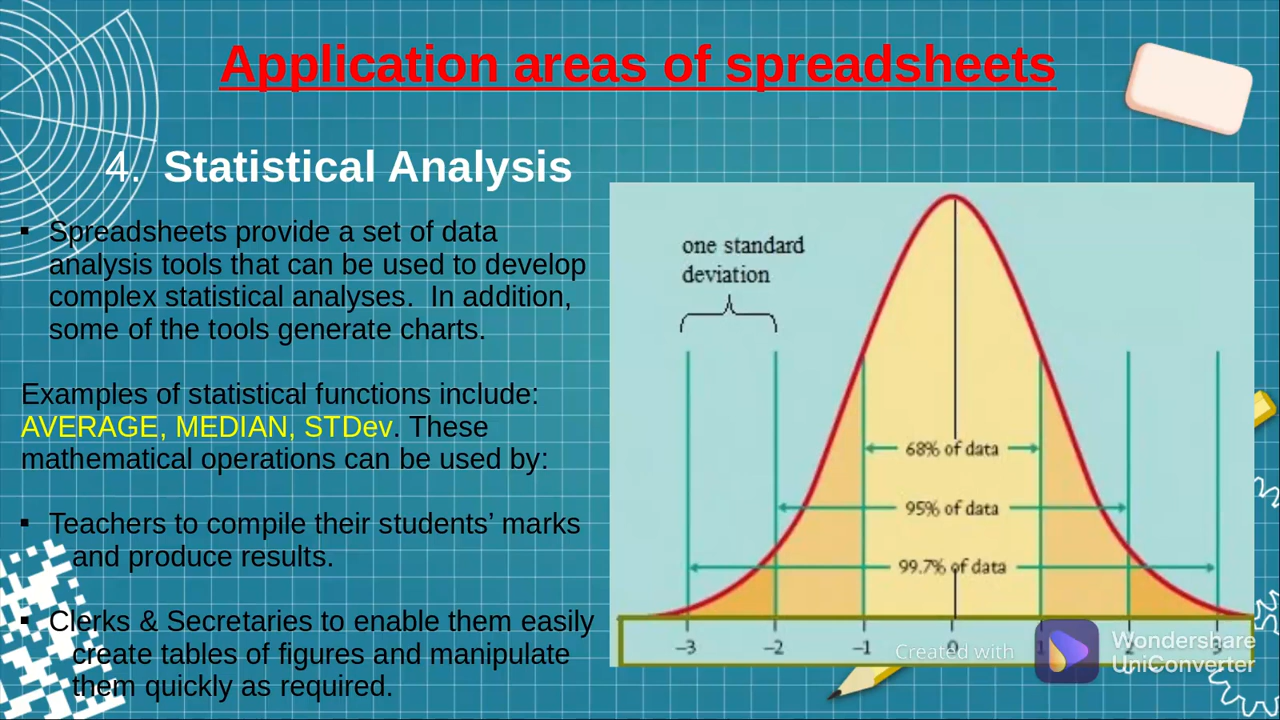 Application areas of spreadsheets
4. Statistical Analysis
▪ Spreadsheets provide a set of data
analysis tools that can be used to develop
complex statistical analyses.  In addition,
some of the tools generate charts.
Examples of statistical functions include:
AVERAGE, MEDIAN, STDev. These
mathematical operations can be used by:
▪ Teachers to compile their students’ marks
and produce results.
▪ Clerks & Secretaries to enable them easily
create tables of figures and manipulate
them quickly as required.
one standard
deviation
68% of data
95% of data
99.7% of data
–3 –2 –1 0 1 2 3
Created with
Wondershare
UniConverter